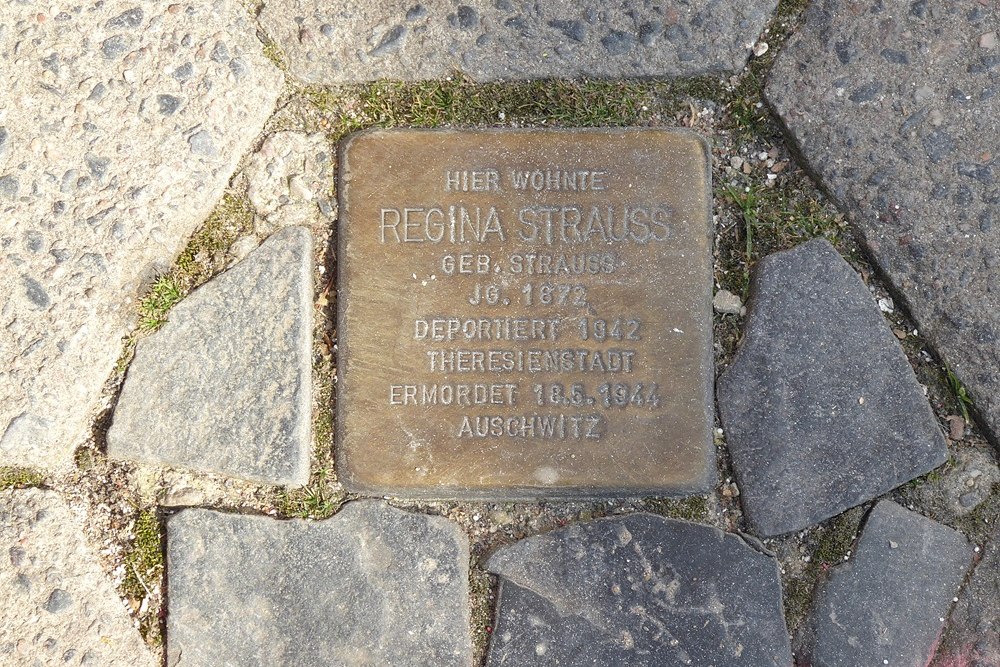 HIER WOHNTE
REGINA STRAUSS
GEB. STRAUSS
JG. 1872
DEPORTIERT 1942
THERESIENSTADT
ERMORDET 18.5.1944
AUSCHWITZ